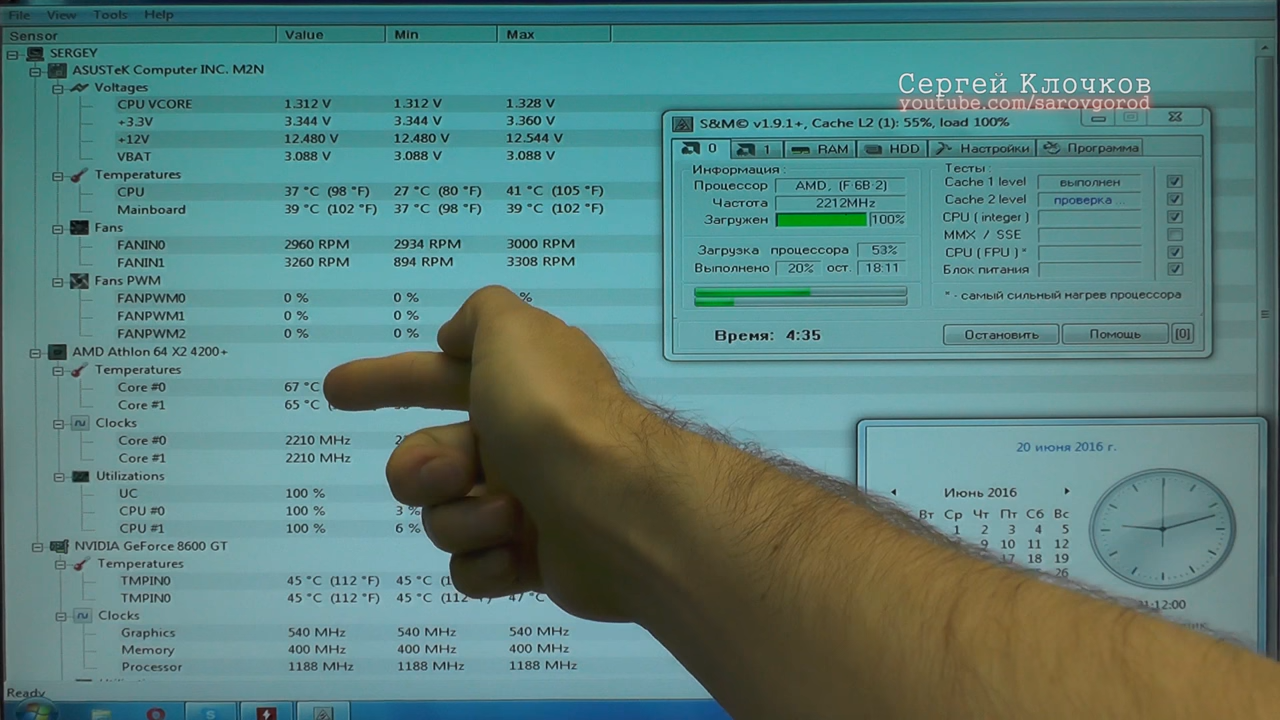 File View Tools Help
Sensor Value Min Max
SERGEY
ASUSTeK Computer INC. M2N
Voltages
CPU VCORE 1.312 V 1.312 V 1.328 V
+3.3V 3.344 V 3.344 V 3.360 V
+12V 12.480 V 12.480 V 12.544 V
VBAT 3.088 V 3.088 V 3.088 V
Temperatures
CPU 37 °C (98 °F) 27 °C (80 °F) 41 °C (105 °F)
Mainboard 39 °C (102 °F) 37 °C (98 °F) 39 °C (102 °F)
Fans
FANIN0 2960 RPM 2934 RPM 3000 RPM
FANIN1 3260 RPM 894 RPM 3308 RPM
Fans PWM
FANPWM0 0 % 0 % %
FANPWM1 0 % 0 %
FANPWM2 0 % 0 %
AMD Athlon 64 X2 4200+
Temperatures
Core #0 67 °C
Core #1 65 °C
Clocks
Core #0 2210 MHz
Core #1 2210 MHz
Utilizations
UC 100 %
CPU #0 100 % 3 %
CPU #1 100 % 6 %
NVIDIA GeForce 8600 GT
Temperatures
TMPIN0 45 °C (112 °F) 45 °C
TMPIN0 45 °C (112 °F) 45 °C (112 °F) 47 °C
Clocks
Graphics 540 MHz 540 MHz 540 MHz
Memory 400 MHz 400 MHz 400 MHz
Processor 1188 MHz 1188 MHz 1188 MHz
Ready
Сергей Клочков
youtube.com/sarovgorod
S&M© v1.9.1+, Cache L2 (1): 55%, load 100%
0 1 RAM HDD Настройки Программа
Информация :
Процессор AMD, (F 6B 2)
Частота 2212MHz
Загружен 100%
Загрузка процессора 53%
Выполнено 20% ост. 18:11
Время: 4:35
Тесты :
Cache 1 level выполнен
Cache 2 level проверка ...
CPU ( integer )
MMX / SSE
CPU ( FPU ) *
Блок питания
* - самый сильный нагрев процессора
Остановить Помощь [0]
20 июня 2016 г.
Июнь 2016
Вт Ср Чт Пт Сб Вс
1 2 3 4 5
9 10 11 12
17 18 19
26
1:12:00